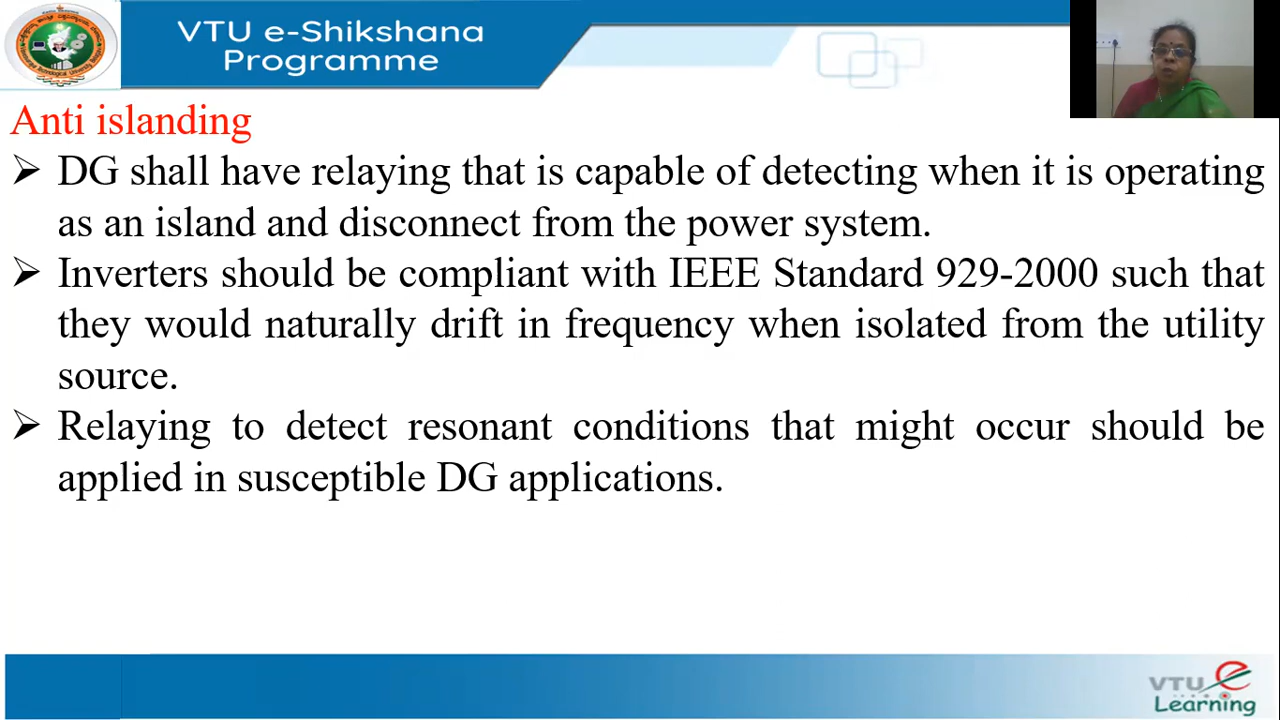 VTU e-Shikshana
Programme
Anti islanding
➢ DG shall have relaying that is capable of detecting when it is operating
as an island and disconnect from the power system.
➢ Inverters should be compliant with IEEE Standard 929-2000 such that
they would naturally drift in frequency when isolated from the utility
source.
➢ Relaying to detect resonant conditions that might occur should be
applied in susceptible DG applications.
VTU e
Learning